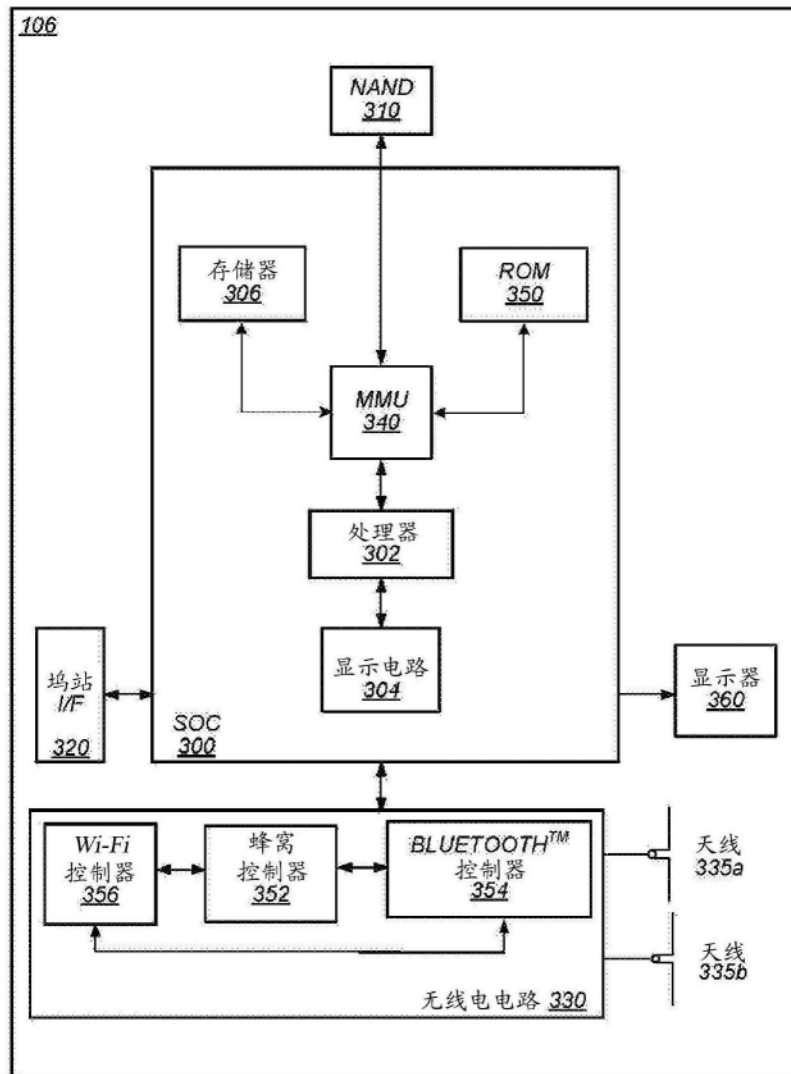 106
NAND
310
存储器
306
ROM
350
MMU
340
处理器
302
显示电路
304
坞站
I/F
320
SOC
300
显示器
360
Wi-Fi
控制器
356
蜂窝
控制器
352
BLUETOOTH™
控制器
354
天线
335a
天线
335b
无线电电路 330